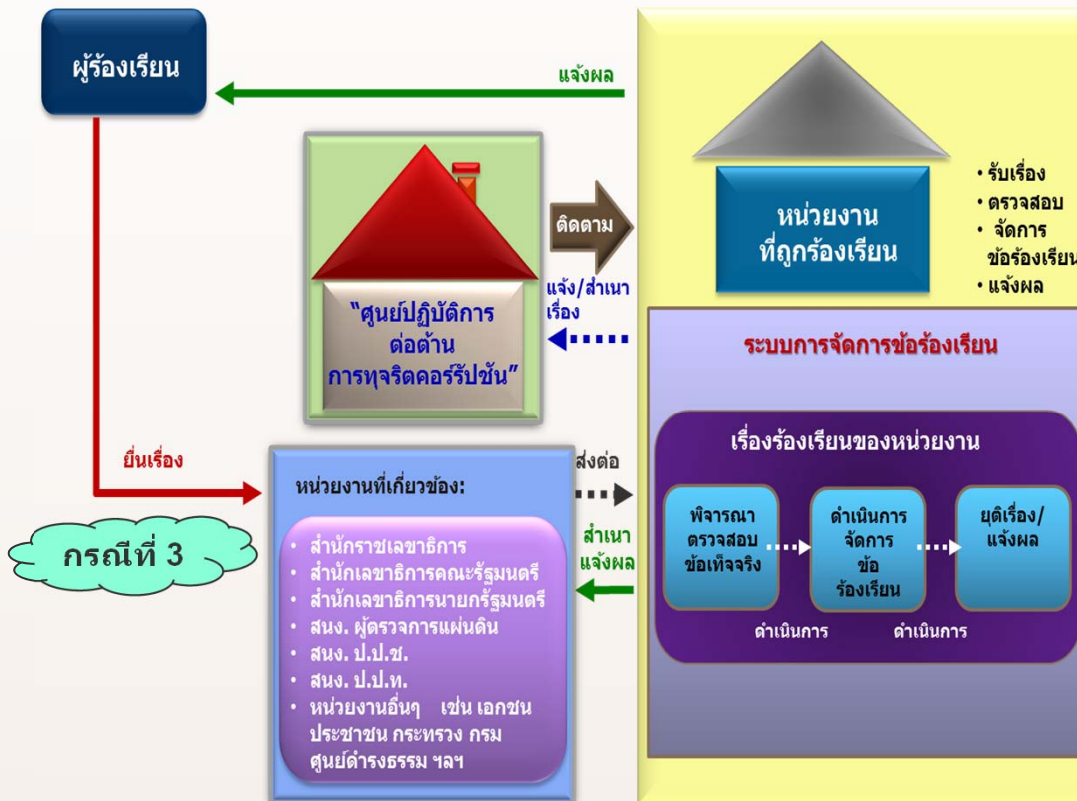 ผู้ร้องเรียน
แจ้งผล
หน่วยงาน
ที่ถูกร้องเรียน
• รับเรื่อง
• ตรวจสอบ
• จัดการ
ข้อร้องเรียน
• แจ้งผล
ติดตาม
แจ้ง/สำเนา
เรื่อง
“ศูนย์ปฏิบัติการ
ต่อต้าน
การทุจริตคอร์รัปชัน”
ระบบการจัดการข้อร้องเรียน
เรื่องร้องเรียนของหน่วยงาน
พิจารณา
ตรวจสอบ
ข้อเท็จจริง
ดำเนินการ
จัดการ
ข้อ
ร้องเรียน
ยุติเรื่อง/
แจ้งผล
ดำเนินการ
ดำเนินการ
ยื่นเรื่อง
กรณีที่ 3
ส่งต่อ
สำเนา
แจ้งผล
หน่วยงานที่เกี่ยวข้อง:
• สำนักราชเลขาธิการ
• สำนักเลขาธิการคณะรัฐมนตรี
• สำนักเลขาธิการนายกรัฐมนตรี
• สนง. ผู้ตรวจการแผ่นดิน
• สนง. ป.ป.ช.
• สนง. ป.ป.ท.
• หน่วยงานอื่นๆ เช่น เอกชน
ประชาชน กระทรวง กรม
ศูนย์ดำรงธรรม ฯลฯ